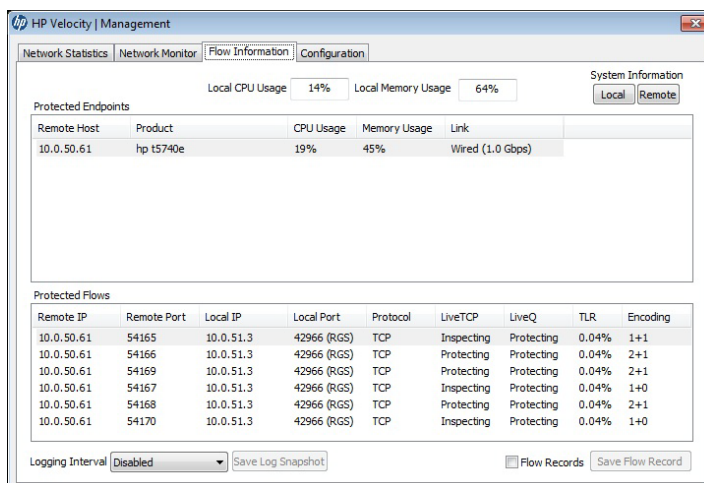 hp HP Velocity | Management
Network Statistics Network Monitor Flow Information Configuration
System Information
Local CPU Usage 14% Local Memory Usage 64% Local Remote
Protected Endpoints
Remote Host Product CPU Usage Memory Usage Link
10.0.50.61 hp t5740e 19% 45% Wired (1.0 Gbps)
Protected Flows
Remote IP Remote Port Local IP Local Port Protocol LiveTCP LiveQ TLR Encoding
10.0.50.61 54165 10.0.51.3 42966 (RGS) TCP Inspecting Protecting 0.04% 1+1
10.0.50.61 54166 10.0.51.3 42966 (RGS) TCP Protecting Protecting 0.04% 2+1
10.0.50.61 54169 10.0.51.3 42966 (RGS) TCP Protecting Protecting 0.04% 2+1
10.0.50.61 54167 10.0.51.3 42966 (RGS) TCP Inspecting Protecting 0.04% 1+0
10.0.50.61 54168 10.0.51.3 42966 (RGS) TCP Protecting Protecting 0.04% 2+1
10.0.50.61 54170 10.0.51.3 42966 (RGS) TCP Inspecting Protecting 0.04% 1+0
Logging Interval Disabled Save Log Snapshot Flow Records Save Flow Record